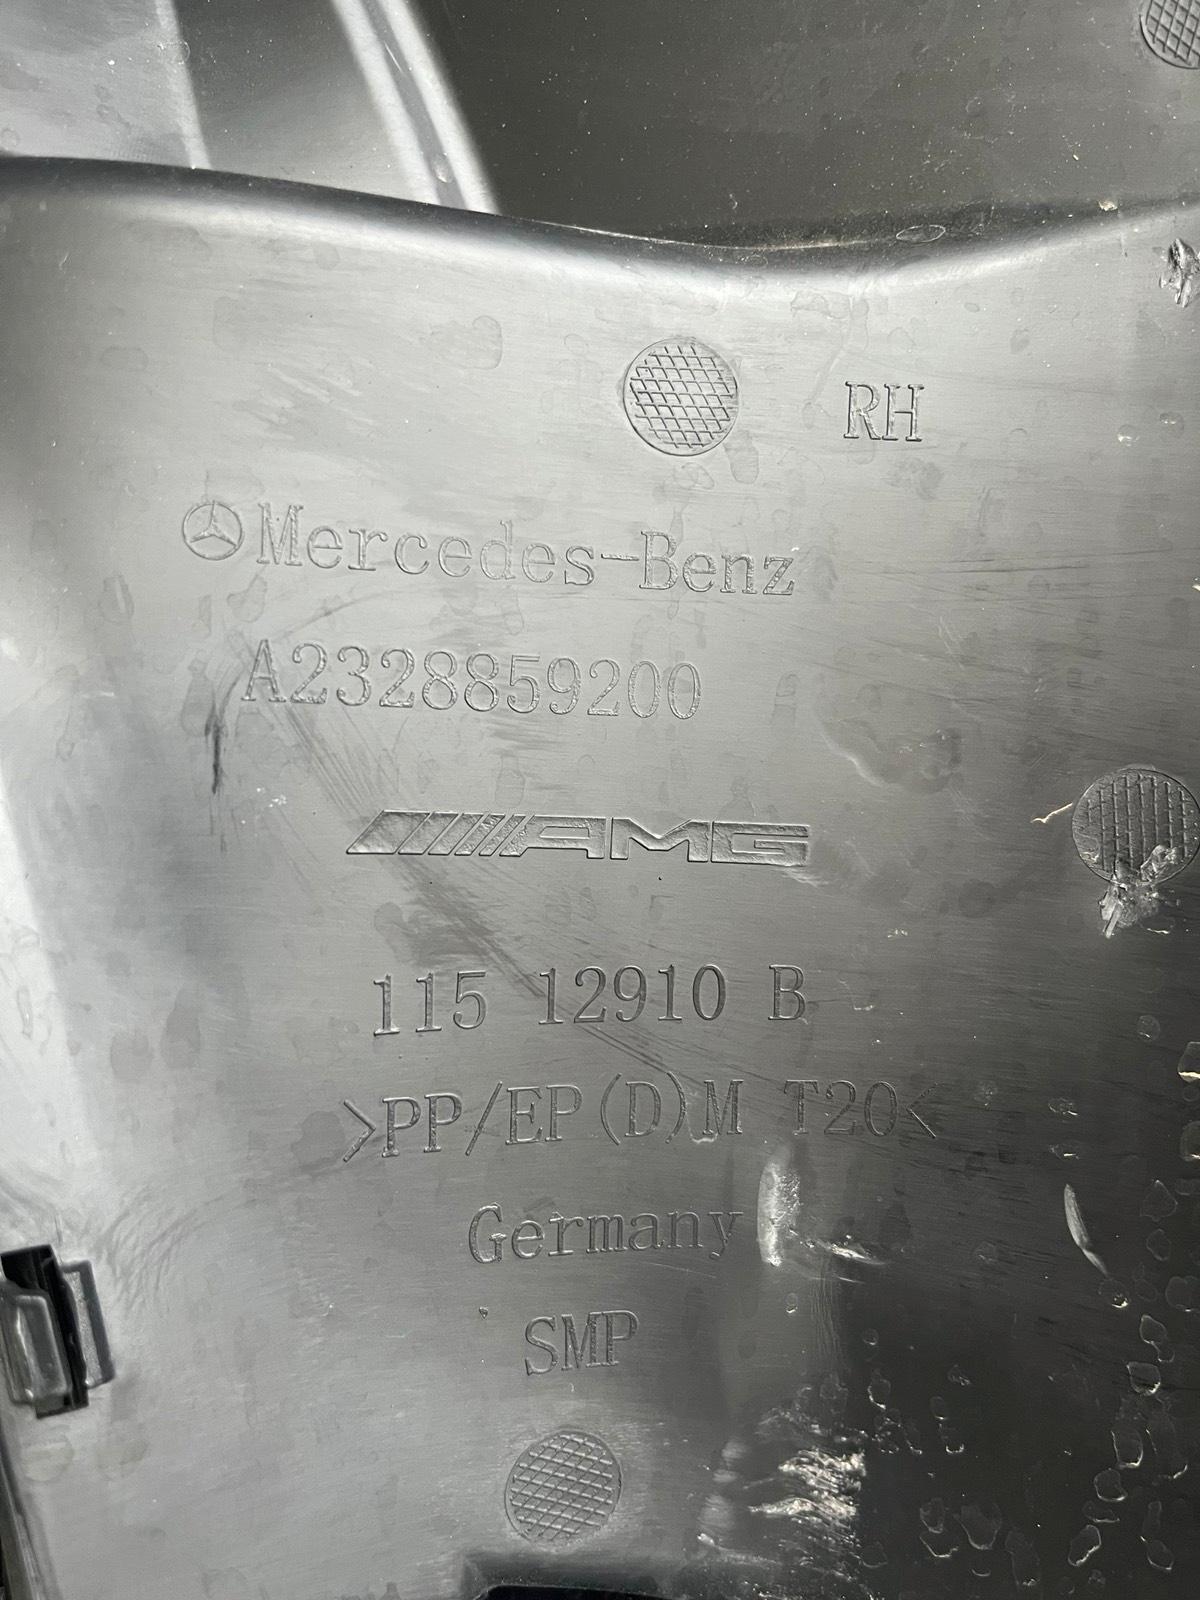 RH
Mercedes-Benz
A2328859200
AMG
115 12910 B
>PP/EP(D)M T20<
Germany
SMP